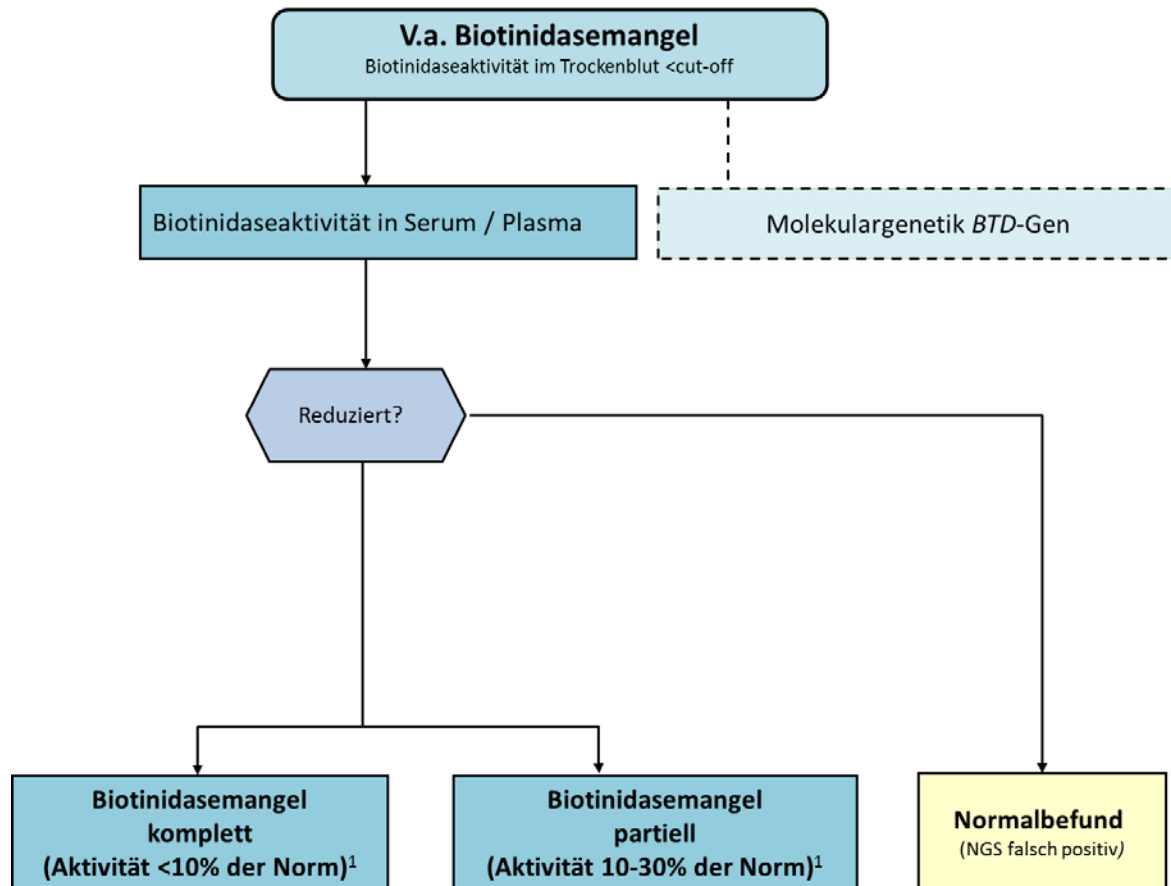 V.a. Biotinidasemangel
Biotinidaseaktivität im Trockenblut <cut-off
Biotinidaseaktivität in Serum / Plasma
Molekulargenetik BTD-Gen
Reduziert?
Biotinidasemangel
komplett
(Aktivität <10% der Norm)¹
Biotinidasemangel
partiell
(Aktivität 10-30% der Norm)¹
Normalbefund
(NGS falsch positiv)